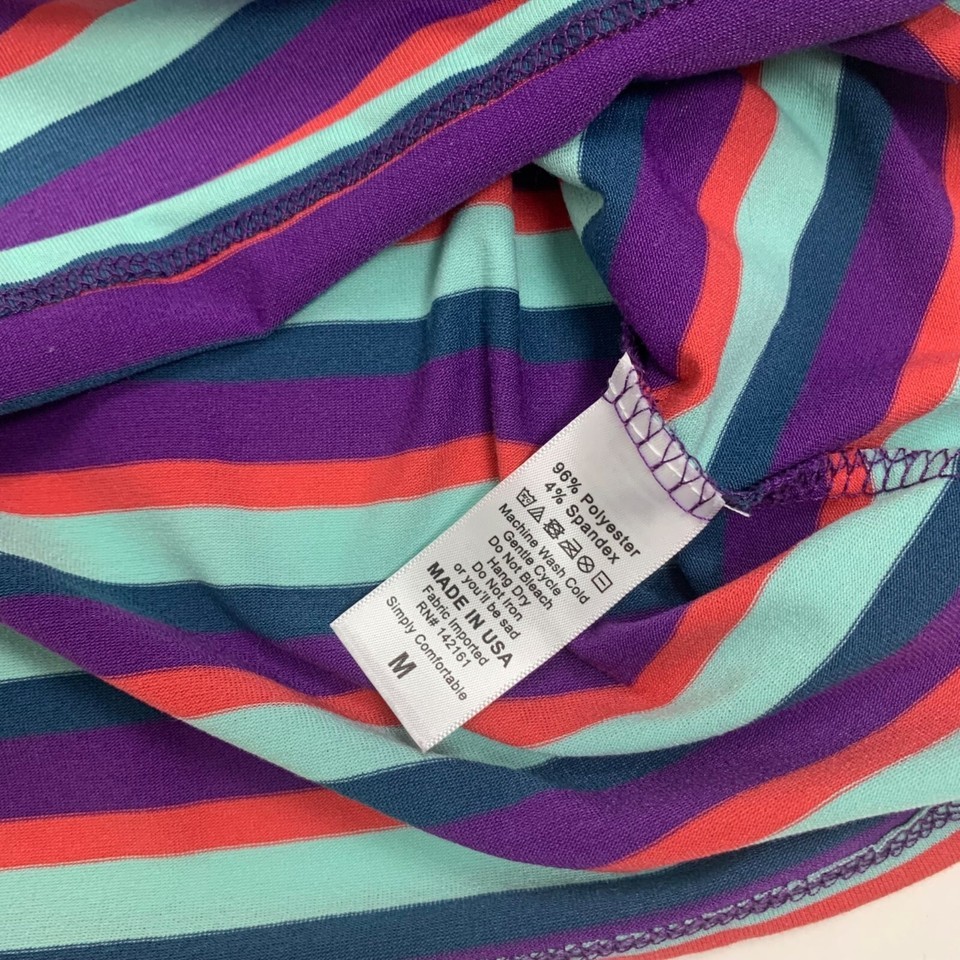 96% Polyester
4% Spandex
Machine Wash Cold
Gentle Cycle
Do Not Bleach
Hang Dry
Do Not Iron
or you'll be sad
MADE IN USA
Fabric Imported
RN# 142161
Simply Comfortable
M